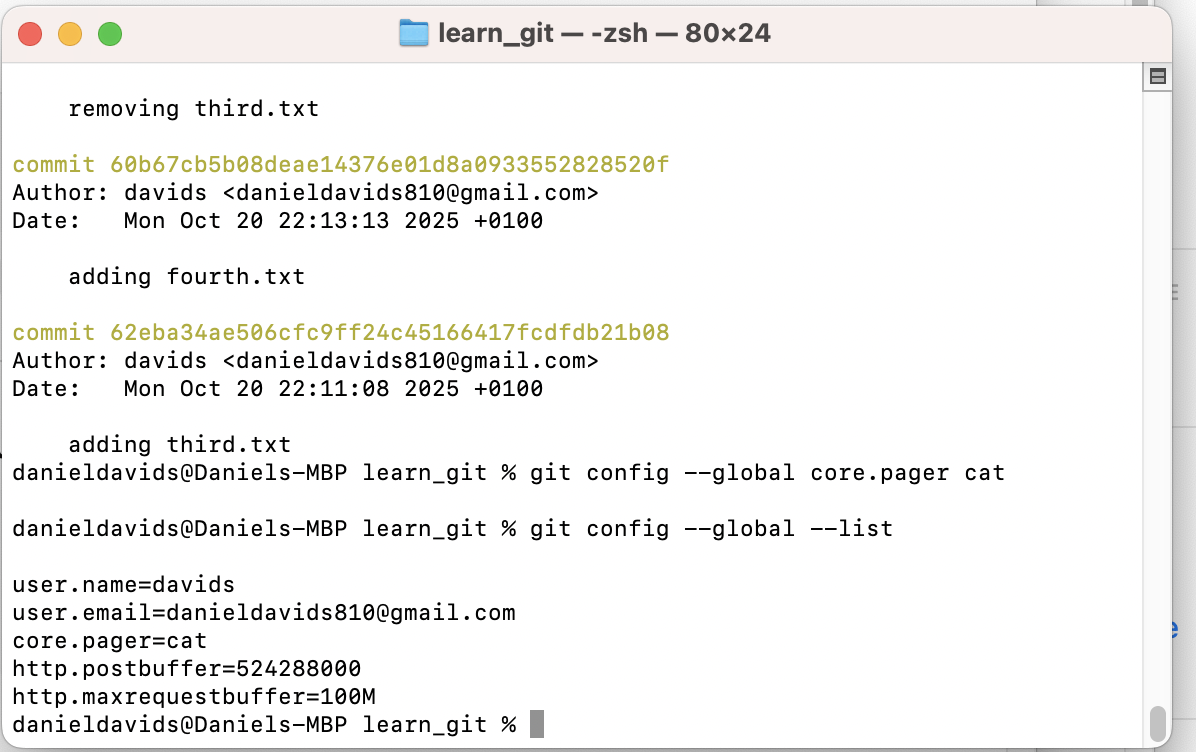 learn_git — -zsh — 80×24
removing third.txt
commit 60b67cb5b08deae14376e01d8a0933552828520f
Author: davids <danieldavids810@gmail.com>
Date:   Mon Oct 20 22:13:13 2025 +0100
adding fourth.txt
commit 62eba34ae506cfc9ff24c45166417fcdfdb21b08
Author: davids <danieldavids810@gmail.com>
Date:   Mon Oct 20 22:11:08 2025 +0100
adding third.txt
danieldavids@Daniels-MBP learn_git % git config --global core.pager cat
danieldavids@Daniels-MBP learn_git % git config --global --list
user.name=davids
user.email=danieldavids810@gmail.com
core.pager=cat
http.postbuffer=524288000
http.maxrequestbuffer=100M
danieldavids@Daniels-MBP learn_git %